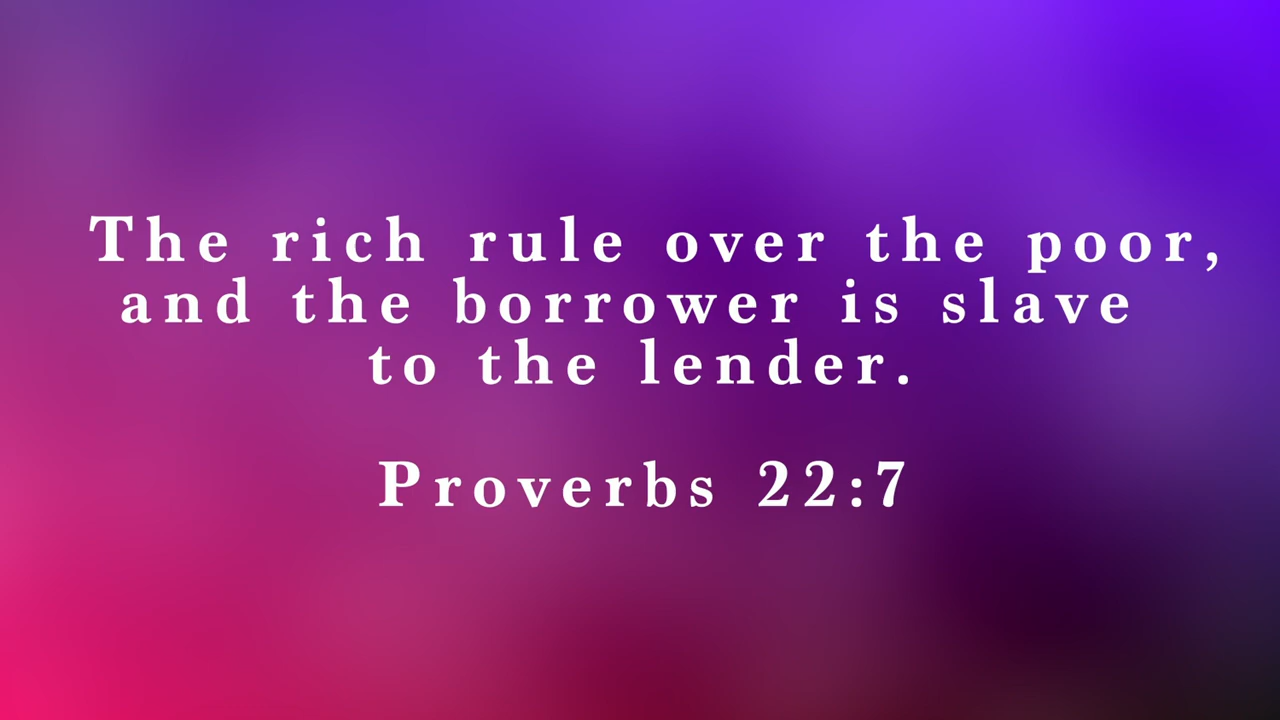 The rich rule over the poor,
and the borrower is slave
to the lender.
Proverbs 22:7